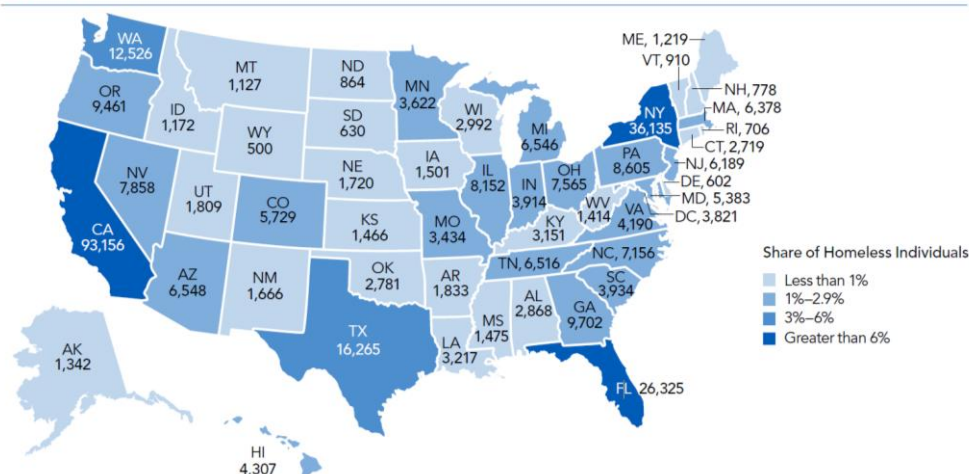 WA
12,526
OR
9,461
CA
93,156
NV
7,858
ID
1,172
MT
1,127
WY
500
UT
1,809
AZ
6,548
CO
5,729
NM
1,666
ND
864
SD
630
NE
1,720
KS
1,466
OK
2,781
TX
16,265
MN
3,622
IA
1,501
MO
3,434
AR
1,833
LA
3,217
WI
2,992
IL
8,152
MS
1,475
MI
6,546
IN
3,914
KY
3,151
TN, 6,516
AL
2,868
OH
7,565
WV
1,414
GA
9,702
FL 26,325
SC
3,934
NC, 7,156
VA
4,190
PA
8,605
NY
36,135
ME, 1,219
VT, 910
NH, 778
MA, 6,378
RI, 706
CT, 2,719
NJ, 6,189
DE, 602
MD, 5,383
DC, 3,821
AK
1,342
HI
4,307
Share of Homeless Individuals
Less than 1%
1%–2.9%
3%–6%
Greater than 6%